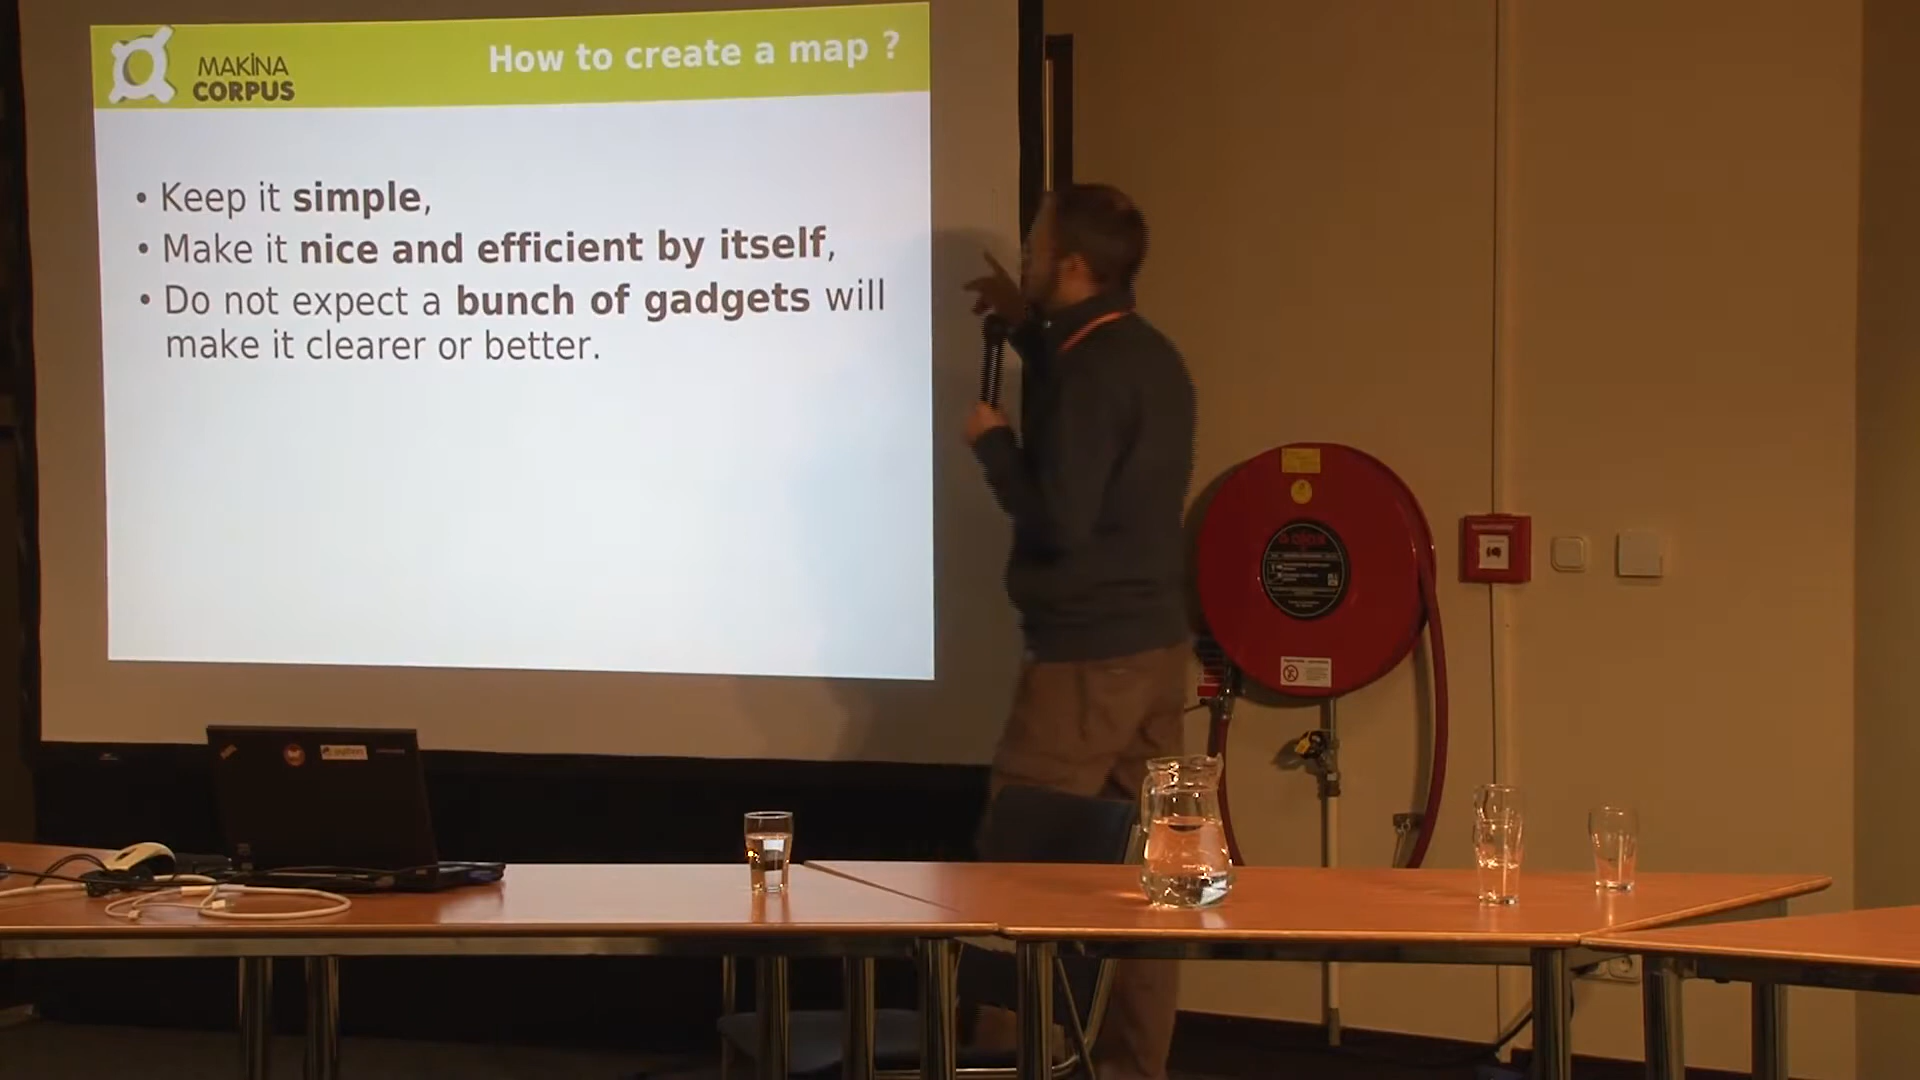 MAKINA
CORPUS
How to create a map ?
• Keep it simple,
• Make it nice and efficient by itself,
• Do not expect a bunch of gadgets will
make it clearer or better.